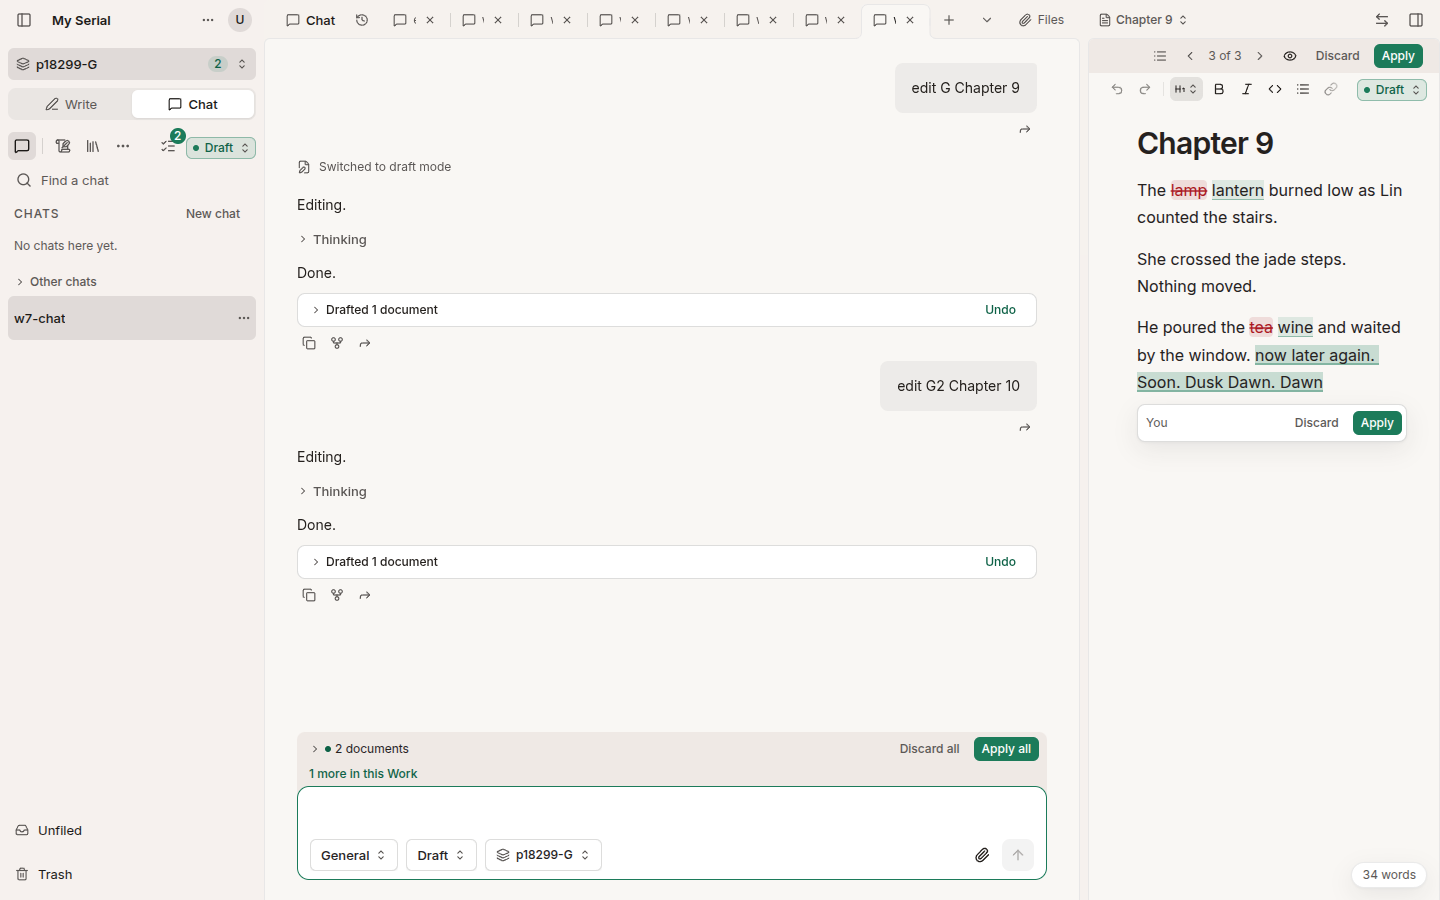 My Serial
U
p18299-G
2
Write
Chat
2
Draft
Find a chat
CHATS
New chat
No chats here yet.
Other chats
w7-chat
Unfiled
Trash
Chat
Files
edit G Chapter 9
Switched to draft mode
Editing.
Thinking
Done.
Drafted 1 document
Undo
edit G2 Chapter 10
Editing.
Thinking
Done.
Drafted 1 document
Undo
2 documents
Discard all
Apply all
1 more in this Work
General
Draft
p18299-G
Chapter 9
3 of 3
Discard
Apply
H1
B
I
Draft
Chapter 9
The lamp lantern burned low as Lin
counted the stairs.
She crossed the jade steps.
Nothing moved.
He poured the tea wine and waited
by the window. now later again.
Soon. Dusk Dawn. Dawn
You
Discard
Apply
34 words